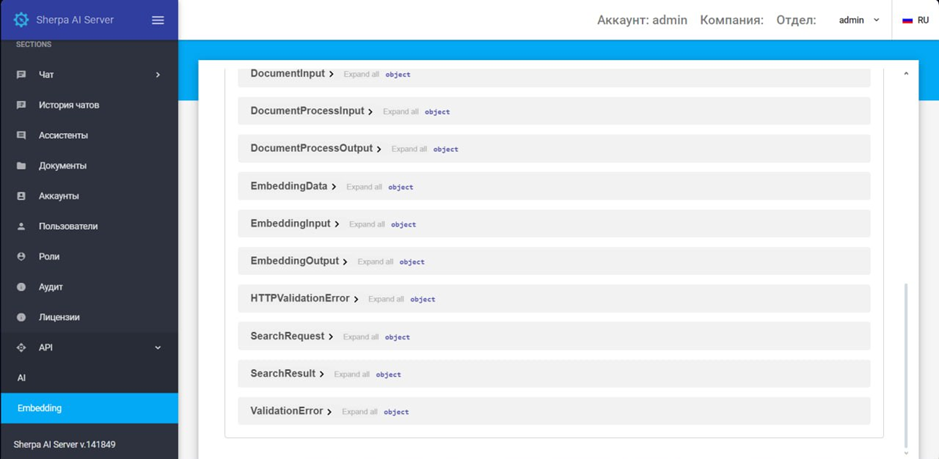 Sherpa AI Server
Аккаунт: admin Компания: Отдел: admin RU
SECTIONS
Чат
История чатов
Ассистенты
Документы
Аккаунты
Пользователи
Роли
Аудит
Лицензии
API
AI
Embedding
Sherpa AI Server v.141849
DocumentInput Expand all object
DocumentProcessInput Expand all object
DocumentProcessOutput Expand all object
EmbeddingData Expand all object
EmbeddingInput Expand all object
EmbeddingOutput Expand all object
HTTPValidationError Expand all object
SearchRequest Expand all object
SearchResult Expand all object
ValidationError Expand all object